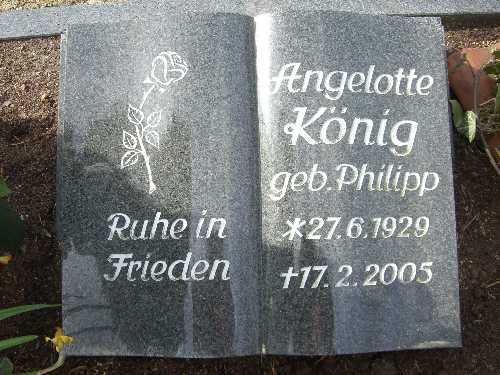 Ruhe in
Frieden
Angelotte
König
geb. Philipp
*27.6.1929
†17.2.2005